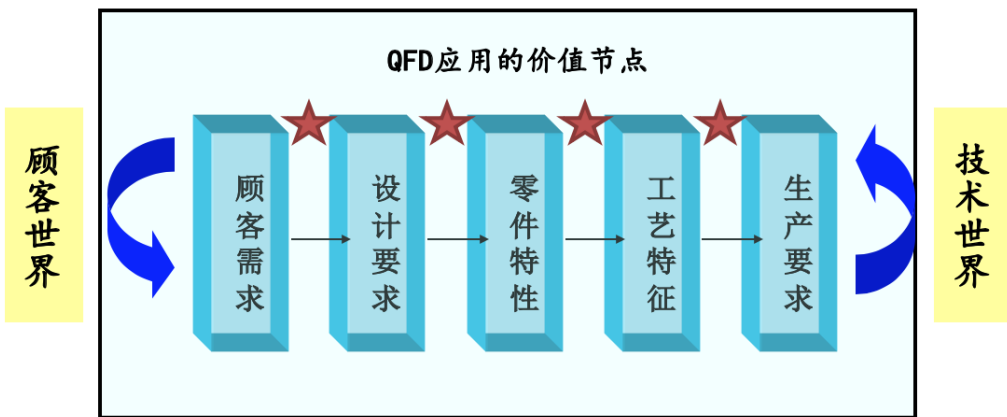 QFD应用的价值节点
顾客世界
顾客需求
设计要求
零件特性
工艺特征
生产要求
技术世界